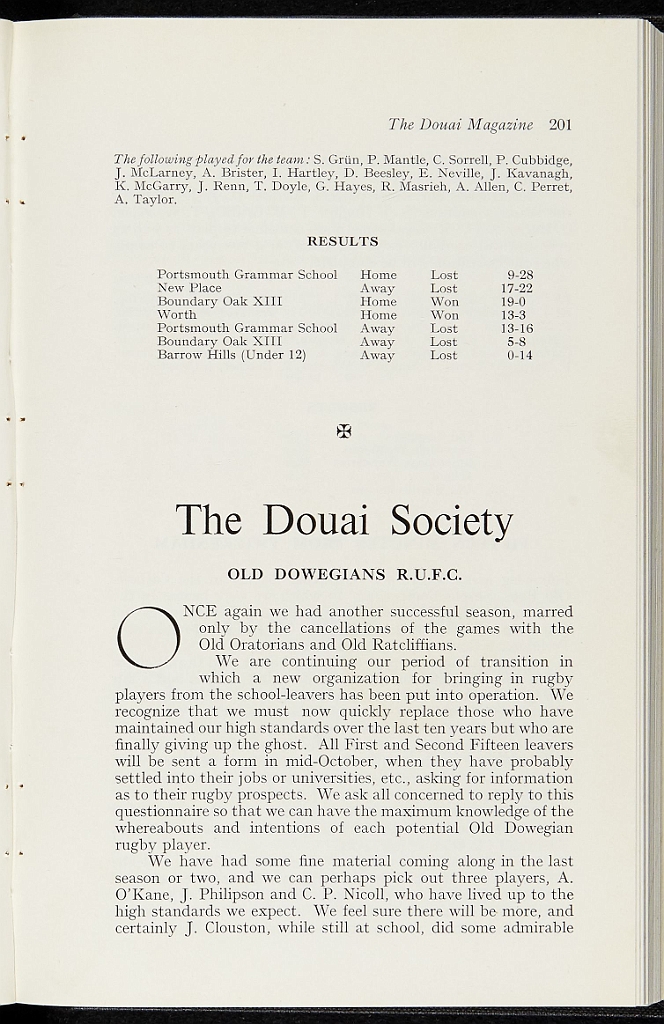 The Douai Magazine 201
The following played for the team: S. Grün, P. Mantle, C. Sorrell, P. Cubbidge,
J. McLarney, A. Brister, I. Hartley, D. Beesley, E. Neville, J. Kavanagh,
K. McGarry, J. Renn, T. Doyle, G. Hayes, R. Masrieh, A. Allen, C. Perret,
A. Taylor.
RESULTS
Portsmouth Grammar School Home Lost 9-28
New Place Away Lost 17-22
Boundary Oak XIII Home Won 19-0
Worth Home Won 13-3
Portsmouth Grammar School Away Lost 13-16
Boundary Oak XIII Away Lost 5-8
Barrow Hills (Under 12) Away Lost 0-14
The Douai Society
OLD DOWEGIANS R.U.F.C.
ONCE again we had another successful season, marred
only by the cancellations of the games with the
Old Oratorians and Old Ratcliffians.
We are continuing our period of transition in
which a new organization for bringing in rugby
players from the school-leavers has been put into operation. We
recognize that we must now quickly replace those who have
maintained our high standards over the last ten years but who are
finally giving up the ghost. All First and Second Fifteen leavers
will be sent a form in mid-October, when they have probably
settled into their jobs or universities, etc., asking for information
as to their rugby prospects. We ask all concerned to reply to this
questionnaire so that we can have the maximum knowledge of the
whereabouts and intentions of each potential Old Dowegian
rugby player.
We have had some fine material coming along in the last
season or two, and we can perhaps pick out three players, A.
O'Kane, J. Philipson and C. P. Nicoll, who have lived up to the
high standards we expect. We feel sure there will be more, and
certainly J. Clouston, while still at school, did some admirable